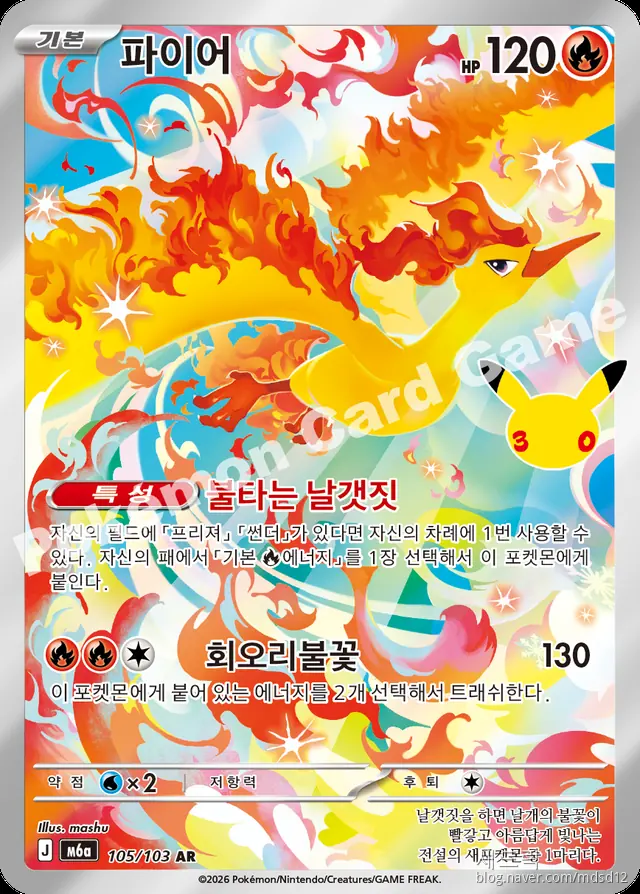 기본 파이어 HP 120
3 0
특성 불타는 날갯짓
자신의 필드에 「프리져」 「썬더」가 있다면 자신의 차례에 1번 사용할 수
있다. 자신의 패에서 「기본 에너지」를 1장 선택해서 이 포켓몬에게
붙인다.
회오리불꽃 130
이 포켓몬에게 붙어 있는 에너지를 2개 선택해서 트래쉬한다.
약점 ×2 저항력 후퇴
Illus. mashu
날갯짓을 하면 날개의 불꽃이
빨갛고 아름답게 빛나는
전설의 새포켓몬 중 1마리다.
J M6a 105/103 AR
©2026 Pokémon/Nintendo/Creatures/GAME FREAK.
Pokémon Card Game
blog.naver.com/mdsd12